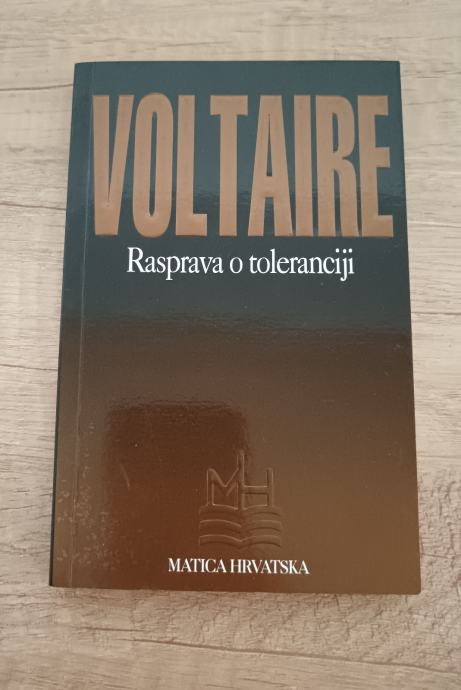 VOLTAIRE
Rasprava o toleranciji
MH
MATICA HRVATSKA